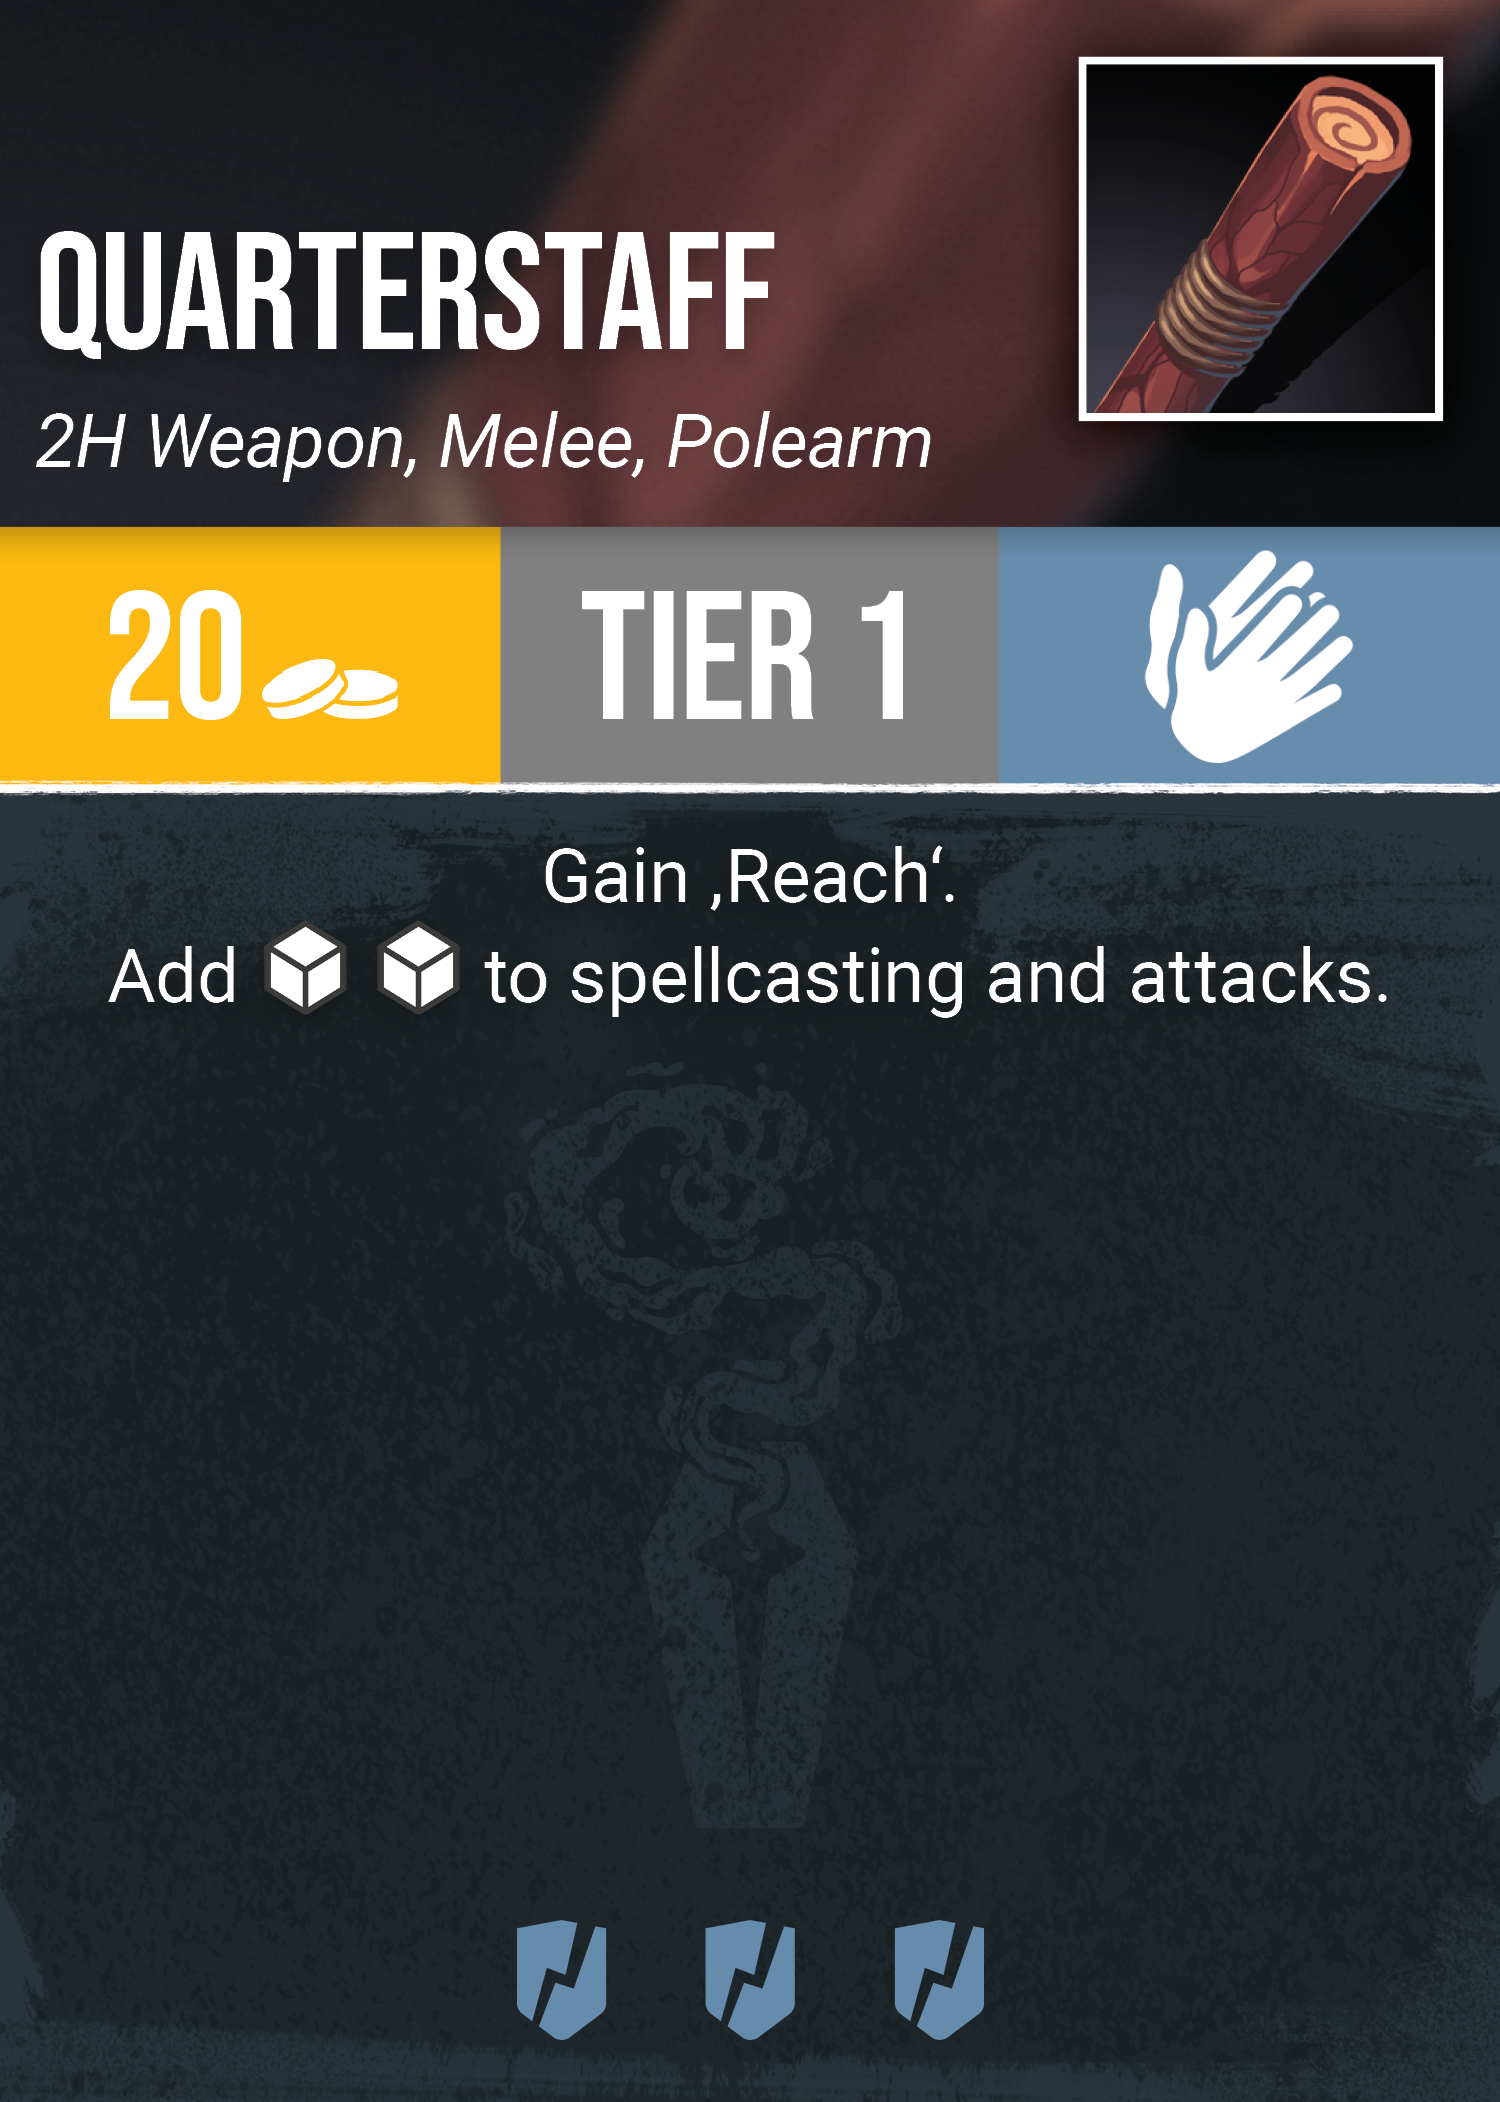 QUARTERSTAFF
2H Weapon, Melee, Polearm
20
TIER 1
Gain ‚Reach‘.
Add to spellcasting and attacks.